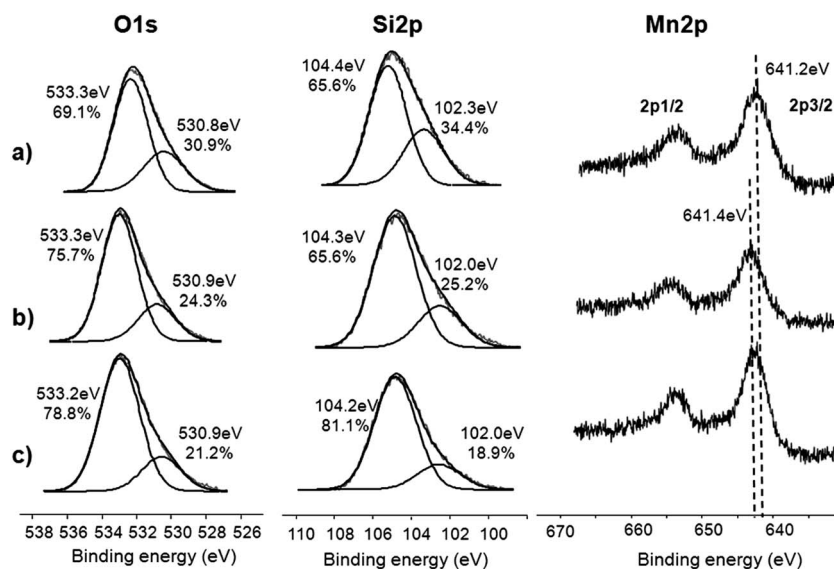 O1s
Si2p
Mn2p
a)
533.3eV
69.1%
530.8eV
30.9%
104.4eV
65.6%
102.3eV
34.4%
641.2eV
2p1/2
2p3/2
b)
533.3eV
75.7%
530.9eV
24.3%
104.3eV
65.6%
102.0eV
25.2%
641.4eV
c)
533.2eV
78.8%
530.9eV
21.2%
104.2eV
81.1%
102.0eV
18.9%
538 536 534 532 530 528 526
Binding energy (eV)
110 108 106 104 102 100
Binding energy (eV)
670 660 650 640
Binding energy (eV)